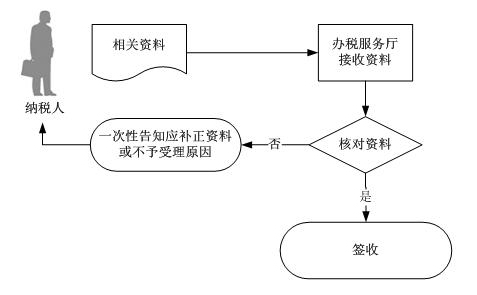 相关资料
办税服务厅
接收资料
纳税人
一次性告知应补正资料
或不予受理原因
否
核对资料
是
签收